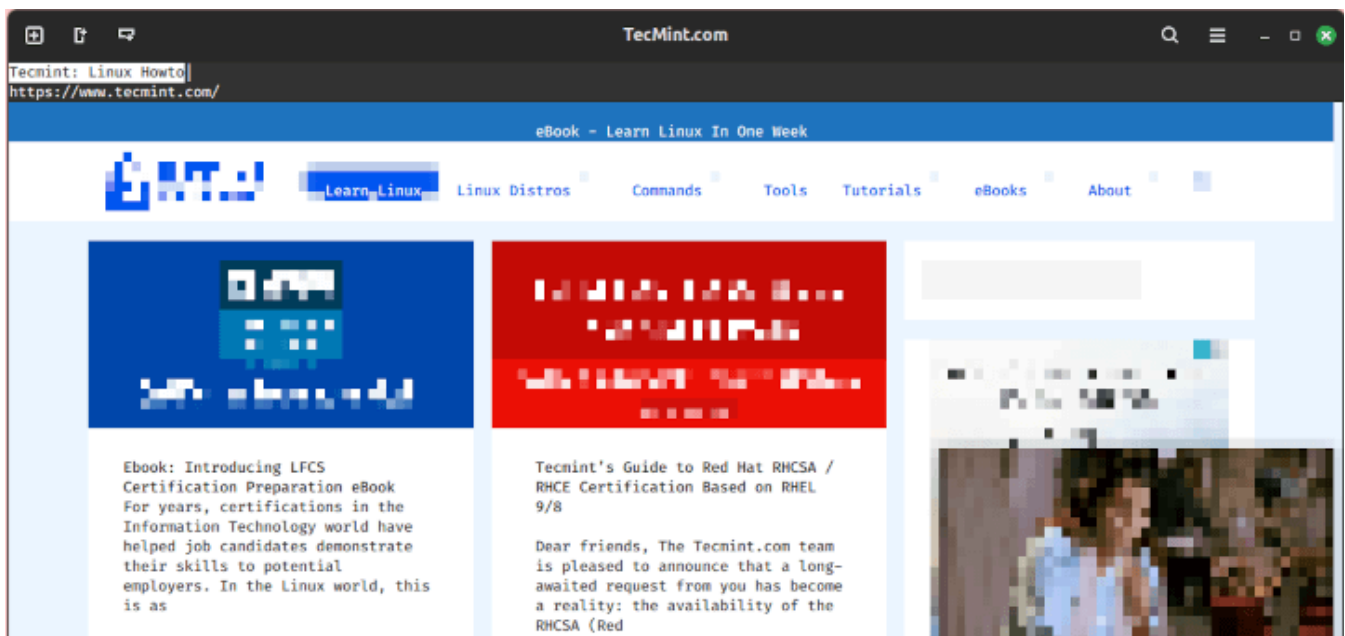 TecMint.com
Tecmint: Linux Howto
https://www.tecmint.com/
eBook - Learn Linux In One Week
Learn Linux Linux Distros Commands Tools Tutorials eBooks About
Ebook: Introducing LFCS
Certification Preparation eBook
For years, certifications in the
Information Technology world have
helped job candidates demonstrate
their skills to potential
employers. In the Linux world, this
is as
Tecmint's Guide to Red Hat RHCSA /
RHCE Certification Based on RHEL
9/8
Dear friends, The Tecmint.com team
is pleased to announce that a long-
awaited request from you has become
a reality: the availability of the
RHCSA (Red